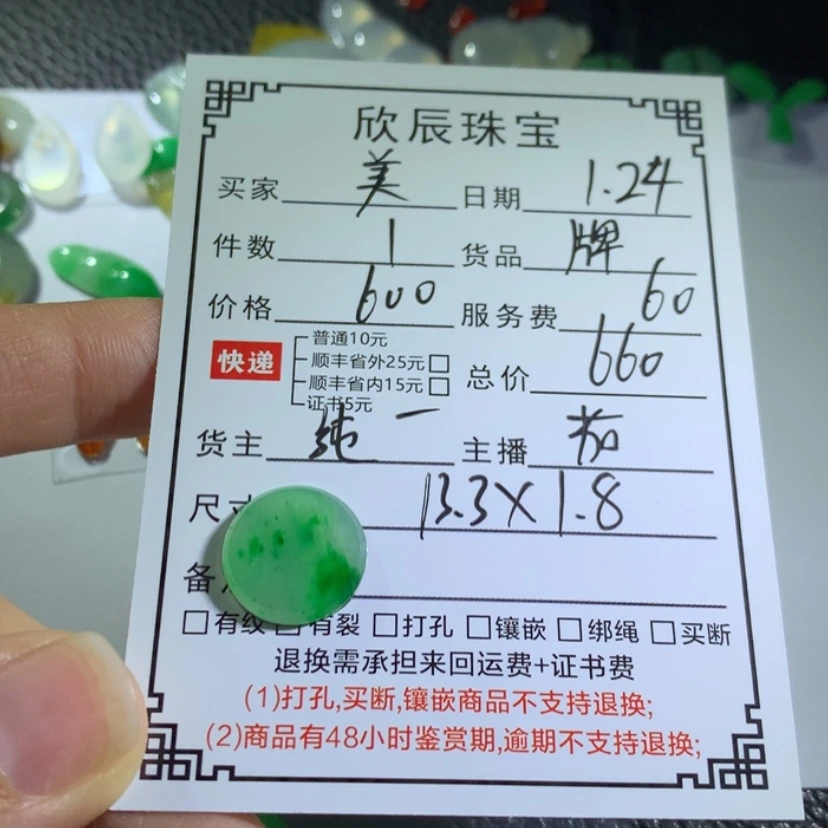 欣辰珠宝
买家 美 日期 1.24
件数 1 货品 牌
价格 600 服务费 60
快递 普通10元
顺丰省外25元□
顺丰省内15元□
证书5元
总价 660
货主 纯一 主播 茄
尺寸 13.3×1.8
备
□有纹 □有裂 □打孔 □镶嵌 □绑绳 □买断
退换需承担来回运费+证书费
(1)打孔,买断,镶嵌商品不支持退换;
(2)商品有48小时鉴赏期,逾期不支持退换;